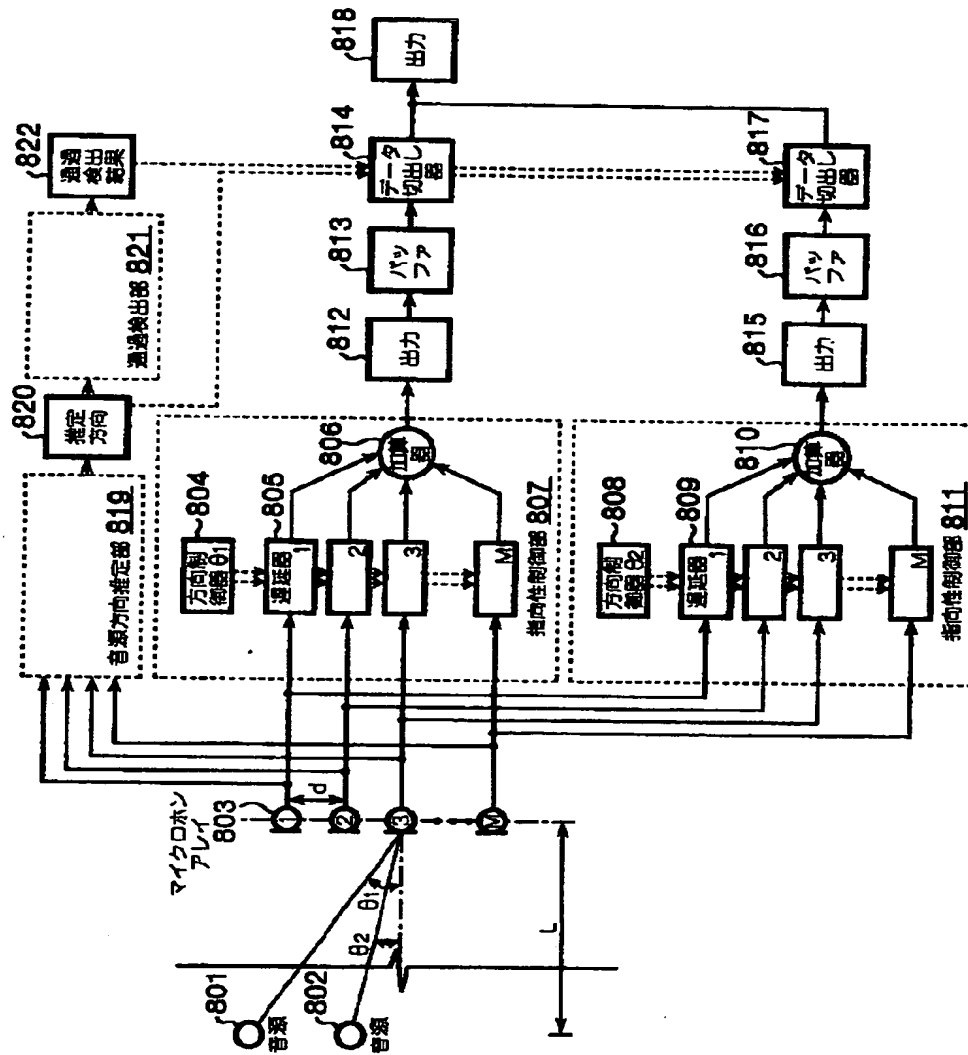 801
音源
802
音源
θ1
θ2
L
マイクロホン
アレイ
803
1
2
3
M
d
音源方向推定部 819
820
推定
方向
通過検出部 821
822
通過
検出
結果
804
方向制
御器 θ1
805
遅延器
1
2
3
M
806
加算
器
指向性制御部 807
812
出力
813
バッ
ファ
814
データ
切出し
器
818
出力
808
方向制
御器 θ2
809
遅延器
1
2
3
M
810
加算
器
指向性制御部 811
815
出力
816
バッ
ファ
817
データ
切出し
器